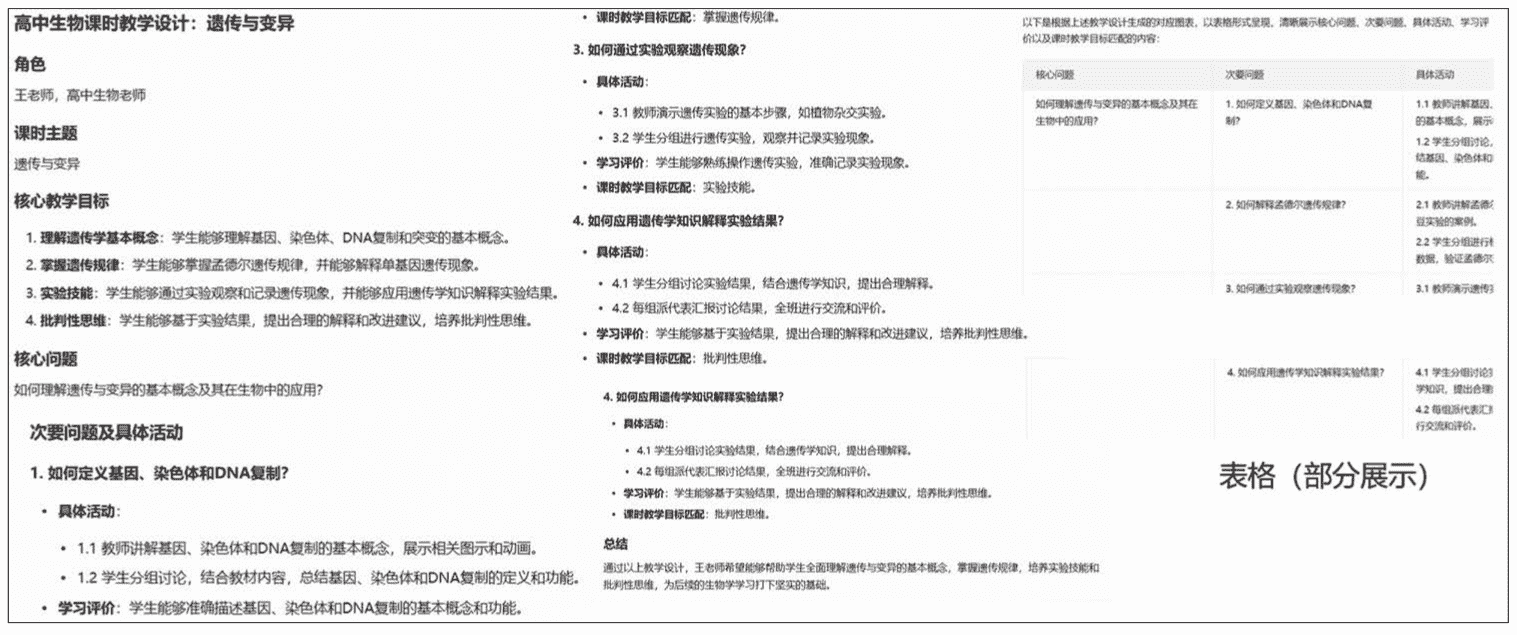 高中生物课时教学设计：遗传与变异
角色
王老师，高中生物老师
课时主题
遗传与变异
核心教学目标
1. 理解遗传学基本概念：学生能够理解基因、染色体、DNA复制和突变的基本概念。
2. 掌握遗传规律：学生能够掌握孟德尔遗传规律，并能够解释单基因遗传现象。
3. 实验技能：学生能够通过实验观察和记录遗传现象，并能够应用遗传学知识解释实验结果。
4. 批判性思维：学生能够基于实验结果，提出合理的解释和改进建议，培养批判性思维。
核心问题
如何理解遗传与变异的基本概念及其在生物中的应用？
次要问题及具体活动
1. 如何定义基因、染色体和DNA复制？
• 具体活动：
• 1.1 教师讲解基因、染色体和DNA复制的基本概念，展示相关图示和动画。
• 1.2 学生分组讨论，结合教材内容，总结基因、染色体和DNA复制的定义和功能。
• 学习评价：学生能够准确描述基因、染色体和DNA复制的基本概念和功能。
• 课时教学目标匹配：掌握遗传规律。
3. 如何通过实验观察遗传现象？
• 具体活动：
• 3.1 教师演示遗传实验的基本步骤，如植物杂交实验。
• 3.2 学生分组进行遗传实验，观察并记录实验现象。
• 学习评价：学生能够熟练操作遗传实验，准确记录实验现象。
• 课时教学目标匹配：实验技能。
4. 如何应用遗传学知识解释实验结果？
• 具体活动：
• 4.1 学生分组讨论实验结果，结合遗传学知识，提出合理解释。
• 4.2 每组派代表汇报讨论结果，全班进行交流和评价。
• 学习评价：学生能够基于实验结果，提出合理的解释和改进建议，培养批判性思维。
• 课时教学目标匹配：批判性思维。
4. 如何应用遗传学知识解释实验结果？
• 具体活动：
• 4.1 学生分组讨论实验结果，结合遗传学知识，提出合理解释。
• 4.2 每组派代表汇报讨论结果，全班进行交流和评价。
• 学习评价：学生能够基于实验结果，提出合理的解释和改进建议，培养批判性思维。
• 课时教学目标匹配：批判性思维。
总结
通过以上教学设计，王老师希望能够帮助学生全面理解遗传与变异的基本概念，掌握遗传规律，培养实验技能和
批判性思维，为后续的生物学学习打下坚实的基础。
以下是根据上述教学设计生成的对应图表，以表格形式呈现，清晰展示核心问题、次要问题、具体活动、学习评
价以及课时教学目标匹配的内容：
核心问题 次要问题 具体活动
如何理解遗传与变异的基本概念及其在
生物中的应用？
1. 如何定义基因、染色体和DNA复
制？
1.1 教师讲解基因、
的基本概念，展示
1.2 学生分组讨论，
结基因、染色体和
能。
2. 如何解释孟德尔遗传规律？
2.1 教师讲解孟德
豆实验的案例。
2.2 学生分组进行
数据，验证孟德尔
3. 如何通过实验观察遗传现象？
3.1 教师演示遗传
4. 如何应用遗传学知识解释实验结果？
4.1 学生分组讨论
学知识，提出合理
4.2 每组派代表汇
行交流和评价。
表格（部分展示）